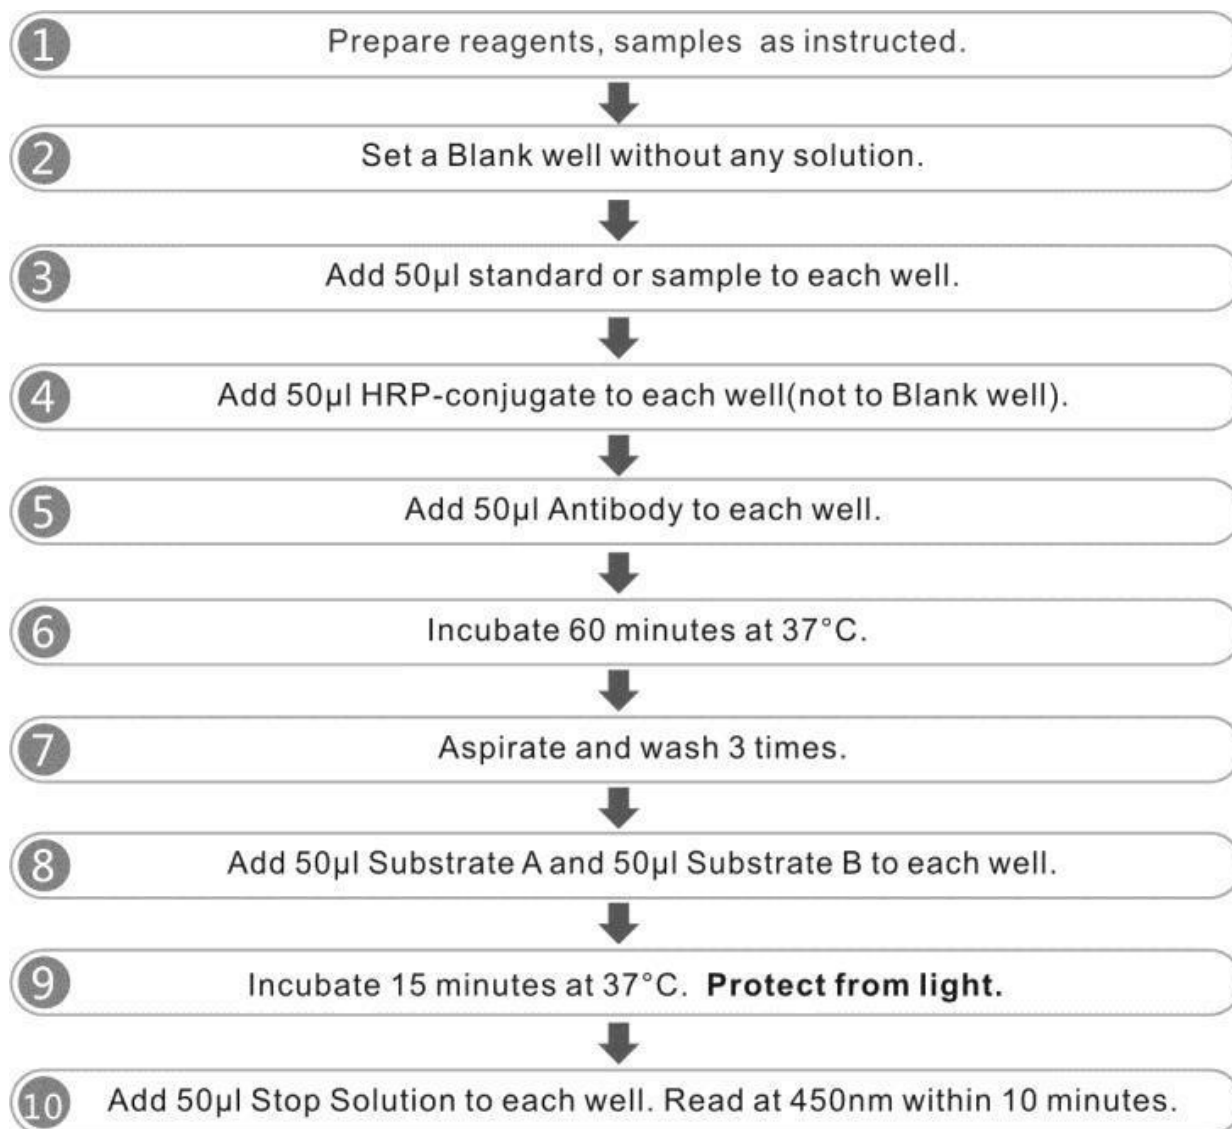 1 Prepare reagents, samples as instructed.
2 Set a Blank well without any solution.
3 Add 50µl standard or sample to each well.
4 Add 50µl HRP-conjugate to each well(not to Blank well).
5 Add 50µl Antibody to each well.
6 Incubate 60 minutes at 37°C.
7 Aspirate and wash 3 times.
8 Add 50µl Substrate A and 50µl Substrate B to each well.
9 Incubate 15 minutes at 37°C. Protect from light.
10 Add 50µl Stop Solution to each well. Read at 450nm within 10 minutes.